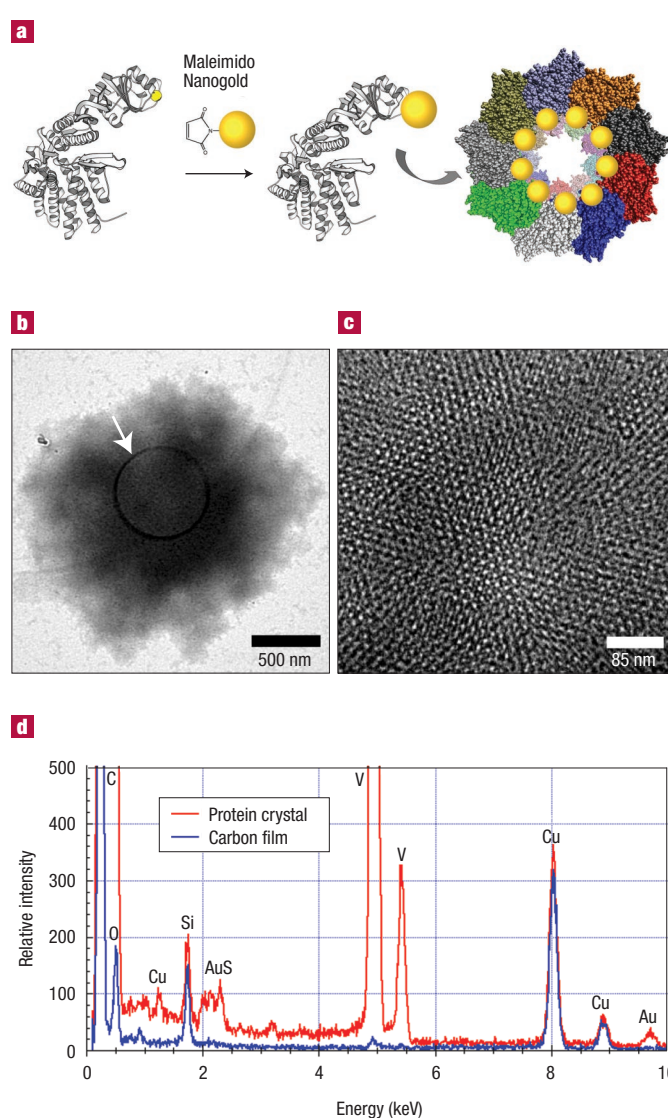 a
Maleimido
Nanogold
N
O
O
b
c
500 nm
85 nm
d
500
400
300
200
100
0
Relative intensity
C
O
Cu
Si
AuS
V
V
Cu
Cu
Au
Protein crystal
Carbon film
0
2
4
6
8
10
Energy (keV)